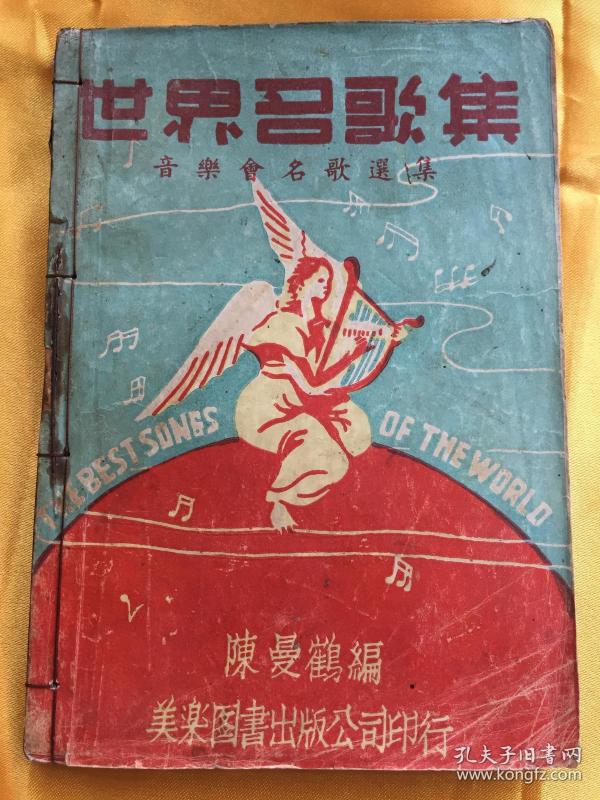 世界名歌集
音樂會名歌選集
THE BEST SONGS OF THE WORLD
陳曼鶴編
美楽図書出版公司印行
孔夫子旧书网
www.kongfz.com